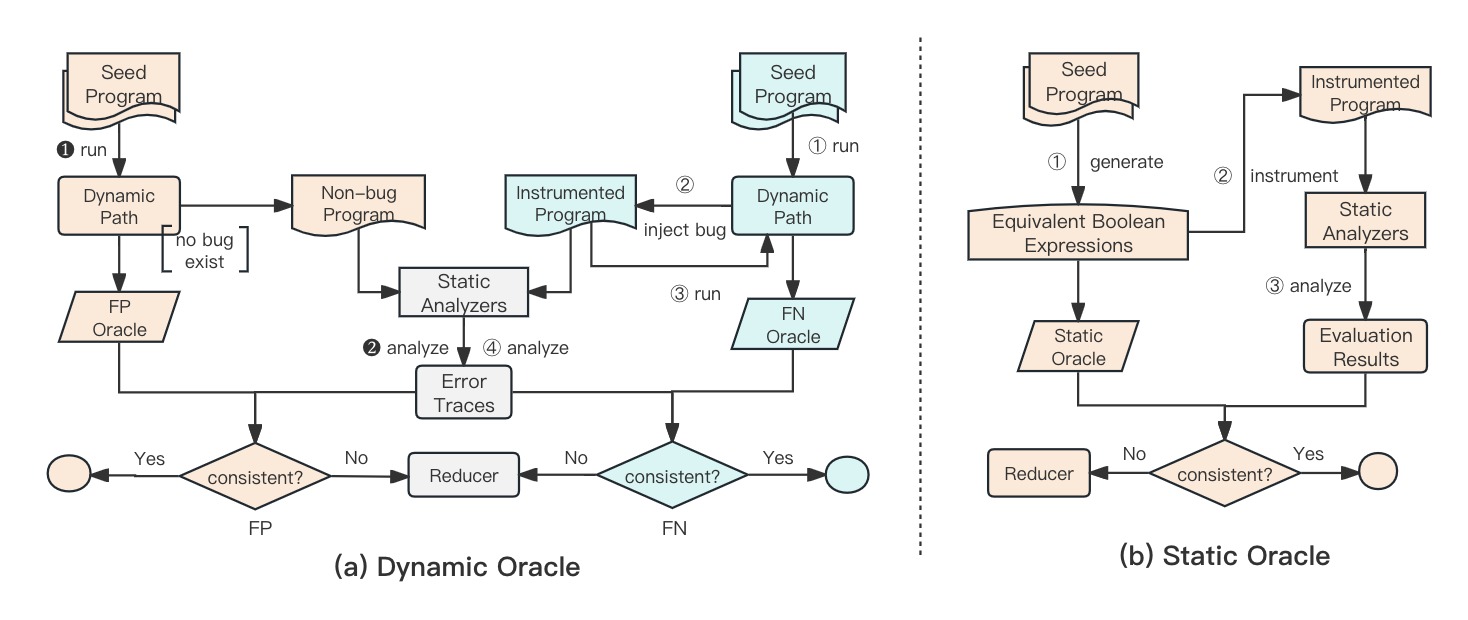 Seed
Program
❶ run
Dynamic
Path
no bug
exist
FP
Oracle
Non-bug
Program
Instrumented
Program
②
inject bug
Seed
Program
① run
Dynamic
Path
③ run
FN
Oracle
Static
Analyzers
❷ analyze
④ analyze
Error
Traces
Yes
consistent?
No
Reducer
No
consistent?
Yes
FP
FN
(a) Dynamic Oracle
Seed
Program
① generate
Equivalent Boolean
Expressions
② instrument
Instrumented
Program
Static
Analyzers
③ analyze
Static
Oracle
Evaluation
Results
Reducer
No
consistent?
Yes
(b) Static Oracle